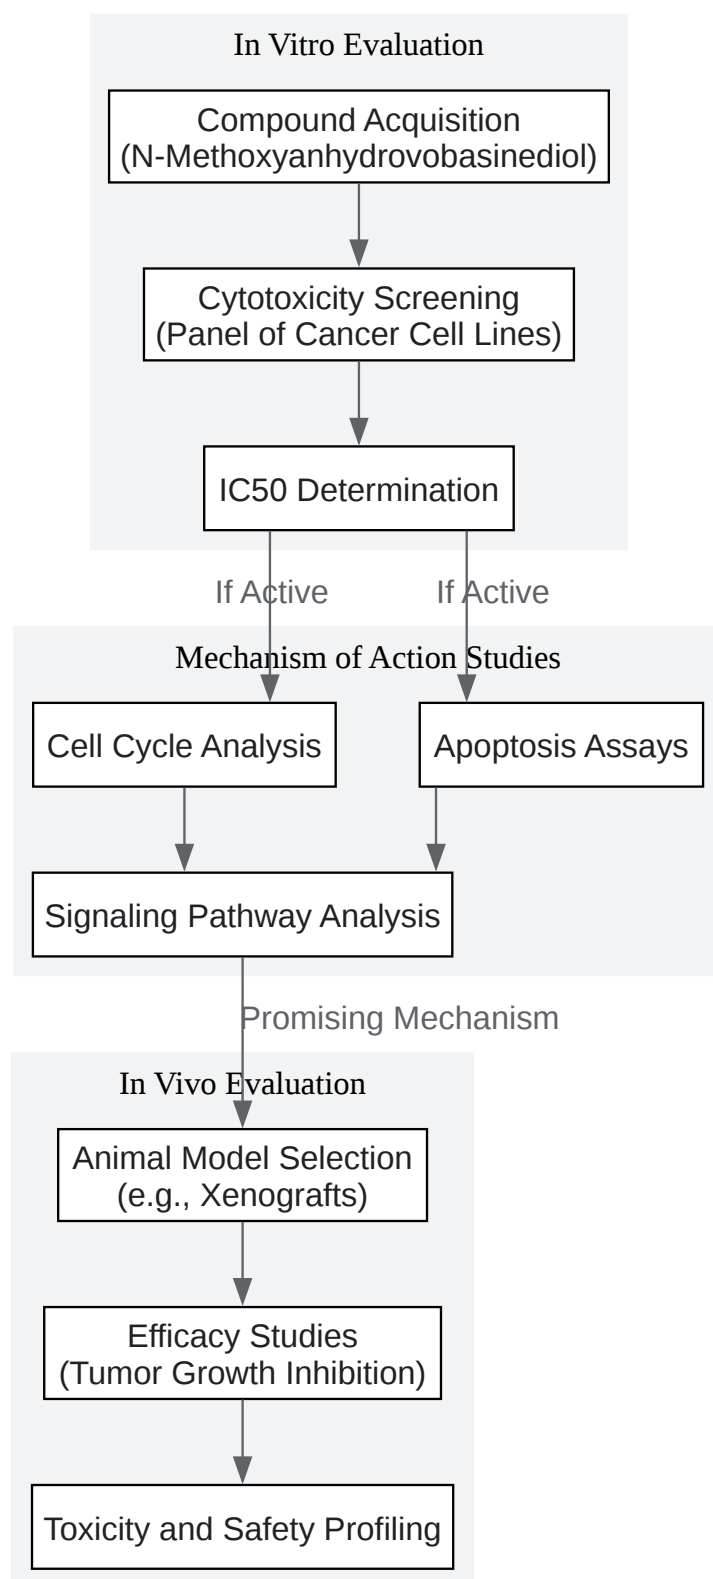 In Vitro Evaluation
Compound Acquisition
(N-Methoxyanhydrovobasinediol)
Cytotoxicity Screening
(Panel of Cancer Cell Lines)
IC50 Determination
If Active
If Active
Mechanism of Action Studies
Cell Cycle Analysis
Apoptosis Assays
Signaling Pathway Analysis
Promising Mechanism
In Vivo Evaluation
Animal Model Selection
(e.g., Xenografts)
Efficacy Studies
(Tumor Growth Inhibition)
Toxicity and Safety Profiling